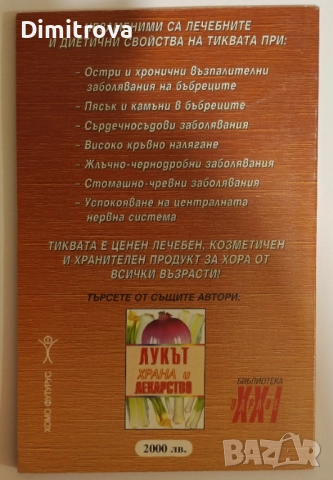 Dimitrova
НЕЗАМЕНИМИ СА ЛЕЧЕБНИТЕ
И ДИЕТИЧНИ СВОЙСТВА НА ТИКВАТА ПРИ:
- Остри и хронични възпалителни
заболявания на бъбреците
- Пясък и камъни в бъбреците
- Сърдечносъдови заболявания
- Високо кръвно налягане
- Жлъчно-чернодробни заболявания
- Стомашно-чревни заболявания
- Успокояване на централната
нервна система
ТИКВАТА Е ЦЕНЕН ЛЕЧЕБЕН, КОЗМЕТИЧЕН
И ХРАНИТЕЛЕН ПРОДУКТ ЗА ХОРА ОТ
ВСИЧКИ ВЪЗРАСТИ!
ТЪРСЕТЕ ОТ СЪЩИТЕ АВТОРИ:
ЛУКЪТ
ХРАНА и
ЛЕКАРСТВО
ХОМО ФУТУРУС
БИБЛИОТЕКА
2000 лв.
bazar.bg